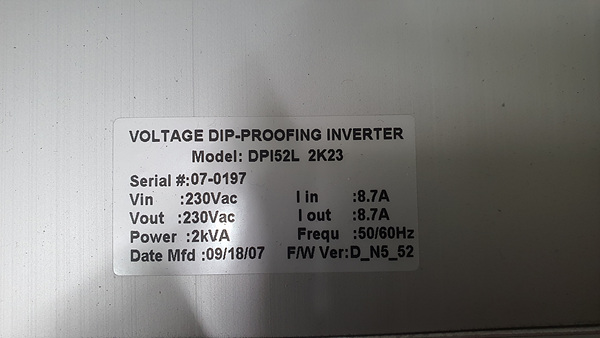 VOLTAGE DIP-PROOFING INVERTER
Model: DPI52L 2K23
Serial #:07-0197
Vin :230Vac I in :8.7A
Vout :230Vac I out :8.7A
Power :2kVA Frequ :50/60Hz
Date Mfd :09/18/07 F/W Ver:D_N5_52